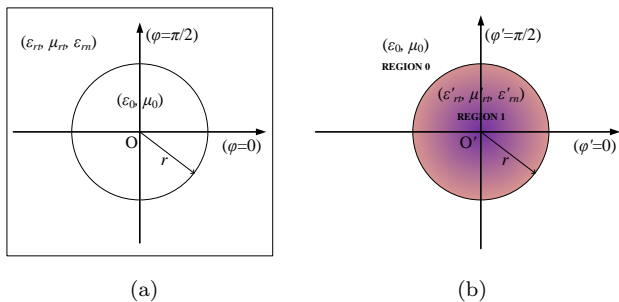 (ε_rt, μ_rt, ε_rn)
(φ=π/2)
(ε_0, μ_0)
O
r
(φ=0)
(a)
(ε_0, μ_0)
REGION 0
(φ'=π/2)
(ε'_rt, μ'_rt, ε'_rn)
REGION 1
O'
r
(φ'=0)
(b)